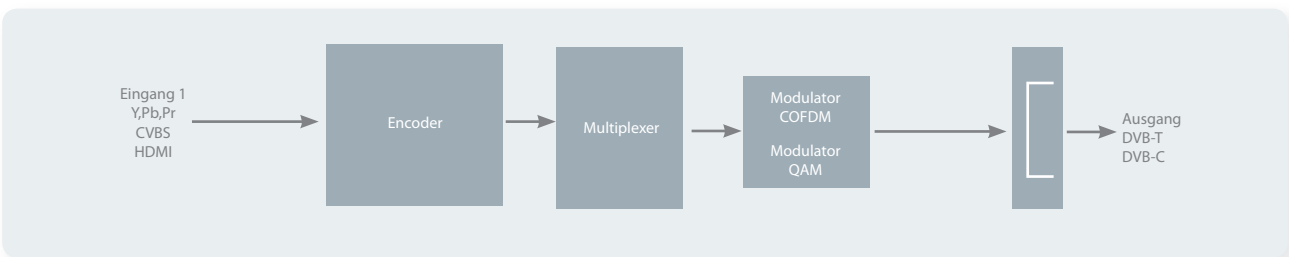 Eingang 1
Y,Pb,Pr
CVBS
HDMI
Encoder
Multiplexer
Modulator
COFDM
Modulator
QAM
Ausgang
DVB-T
DVB-C